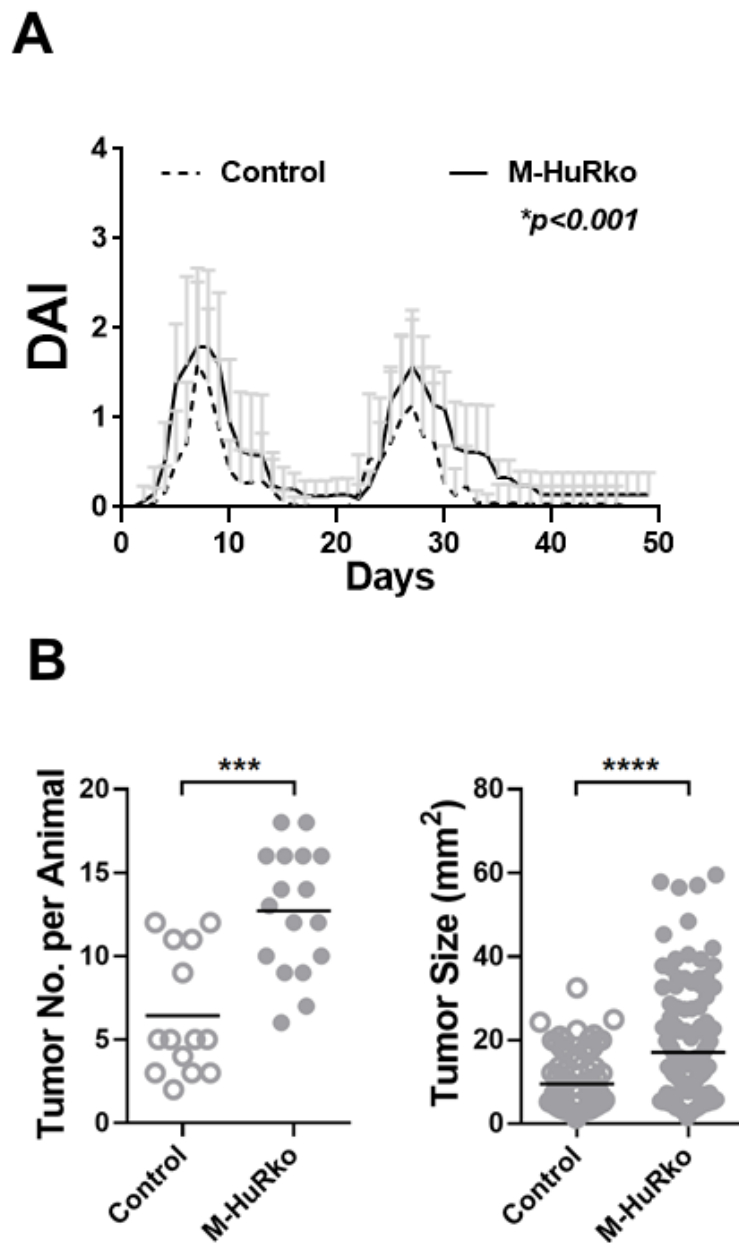 A
4
3
2
1
0
DAI
Control
M-HuRko
*p<0.001
0 10 20 30 40 50
Days
B
Tumor No. per Animal
20
15
10
5
0
***
Control
M-HuRko
Tumor Size (mm²)
80
60
40
20
0
****
Control
M-HuRko